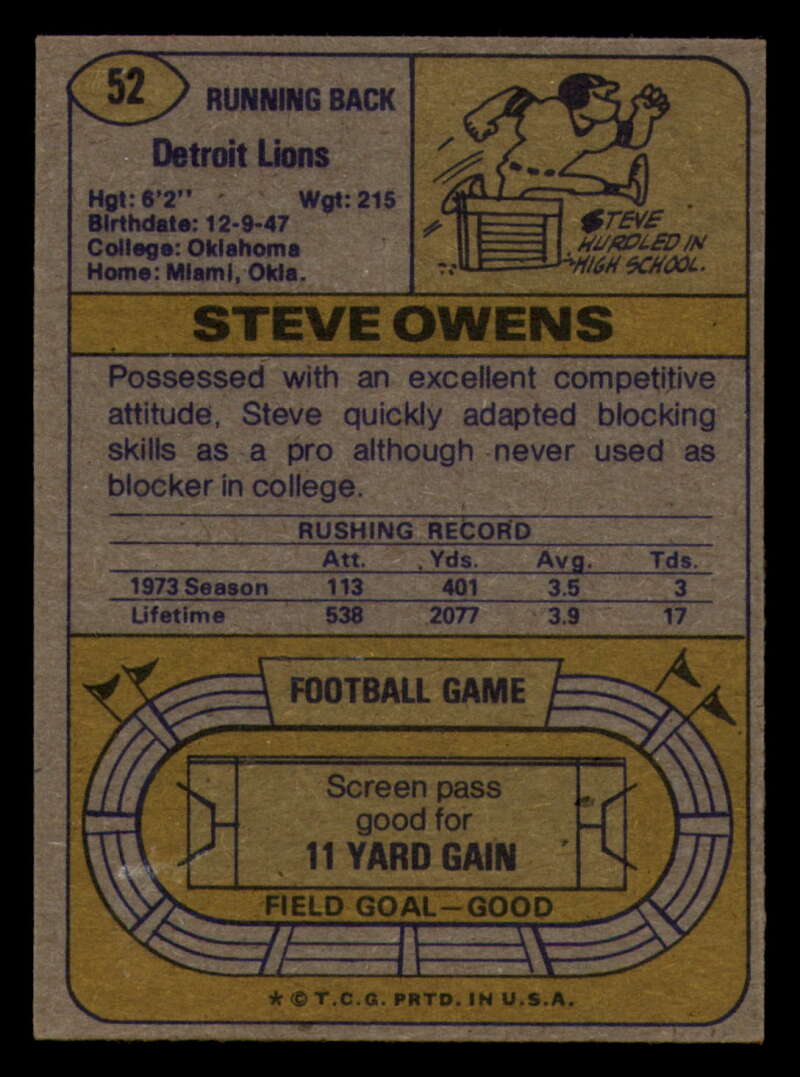 52
RUNNING BACK
Detroit Lions
Hgt: 6'2" Wgt: 215
Birthdate: 12-9-47
College: Oklahoma
Home: Miami, Okla.
STEVE
HURDLED IN
HIGH SCHOOL.
STEVE OWENS
Possessed with an excellent competitive
attitude, Steve quickly adapted blocking
skills as a pro although never used as
blocker in college.
RUSHING RECORD
Att. Yds. Avg. Tds.
1973 Season 113 401 3.5 3
Lifetime 538 2077 3.9 17
FOOTBALL GAME
Screen pass
good for
11 YARD GAIN
FIELD GOAL—GOOD
* © T.C.G. PRTD. IN U.S.A.